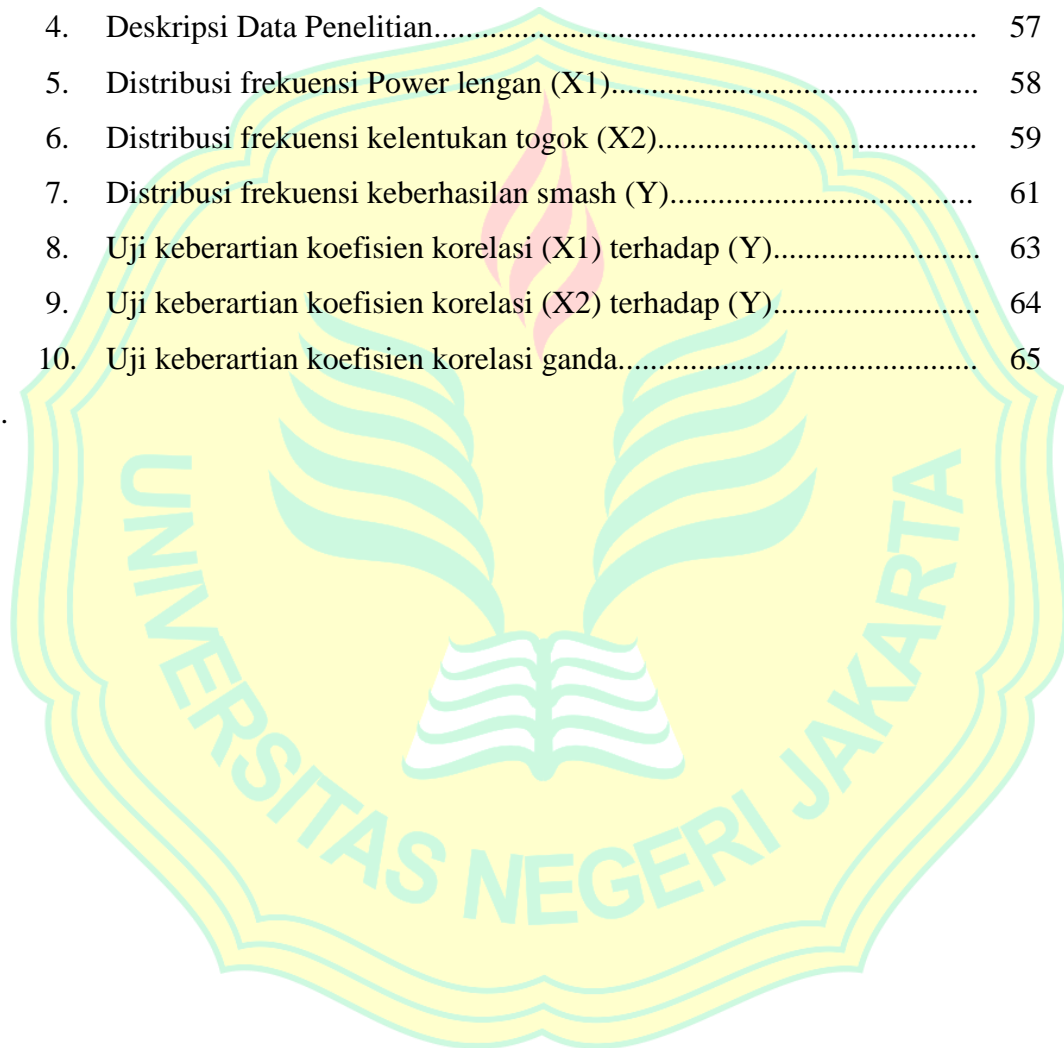 4. Deskripsi Data Penelitian.................................................................. 57
5. Distribusi frekuensi Power lengan (X1)............................................. 58
6. Distribusi frekuensi kelentukan togok (X2)....................................... 59
7. Distribusi frekuensi keberhasilan smash (Y)..................................... 61
8. Uji keberartian koefisien korelasi (X1) terhadap (Y)......................... 63
9. Uji keberartian koefisien korelasi (X2) terhadap (Y)......................... 64
10. Uji keberartian koefisien korelasi ganda............................................ 65
.
UNIVERSITAS NEGERI JAKARTA